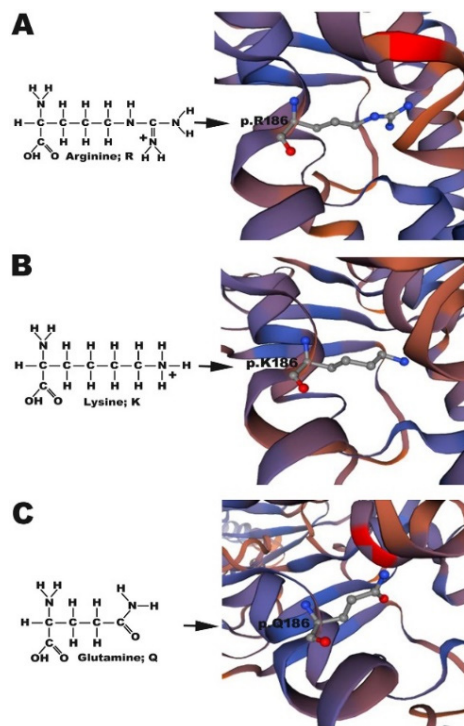 A
H H
N H H H H H
H N N H
H H H +
OH O N
H H
Arginine; R
p.R186
B
H H
N H H H H H
H N H
H H H H H +
OH O
Lysine; K
p.K186
C
H H H
N H H N H
H
H H O
OH O
Glutamine; Q
p.Q186